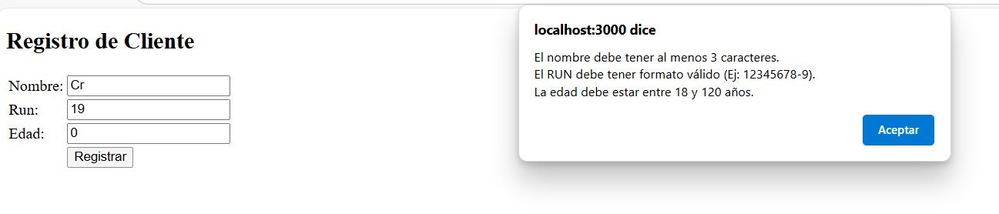 Registro de Cliente
Nombre: Cr
Run: 19
Edad: 0
Registrar
localhost:3000 dice
El nombre debe tener al menos 3 caracteres.
El RUN debe tener formato válido (Ej: 12345678-9).
La edad debe estar entre 18 y 120 años.
Aceptar